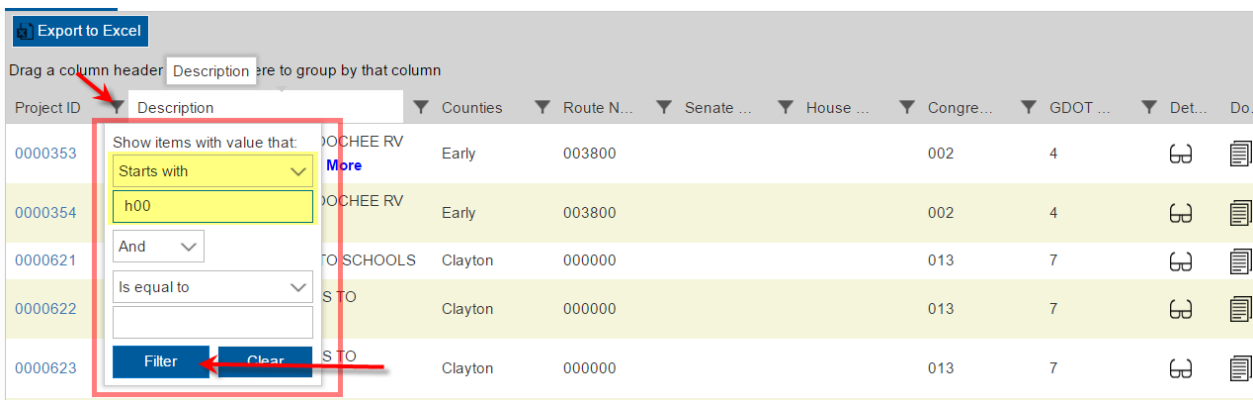 Export to Excel
Drag a column header Description ere to group by that column
Project ID Description Counties Route N... Senate ... House ... Congre... GDOT ... Det... Do.
Show items with value that:
OOCHEE RV
0000353 Starts with More Early 003800 002 4
h00
OOCHEE RV
0000354 Early 003800 002 4
And
0000621 TO SCHOOLS Clayton 000000 013 7
Is equal to
S TO
0000622 Clayton 000000 013 7
Filter Clear
S TO
0000623 Clayton 000000 013 7